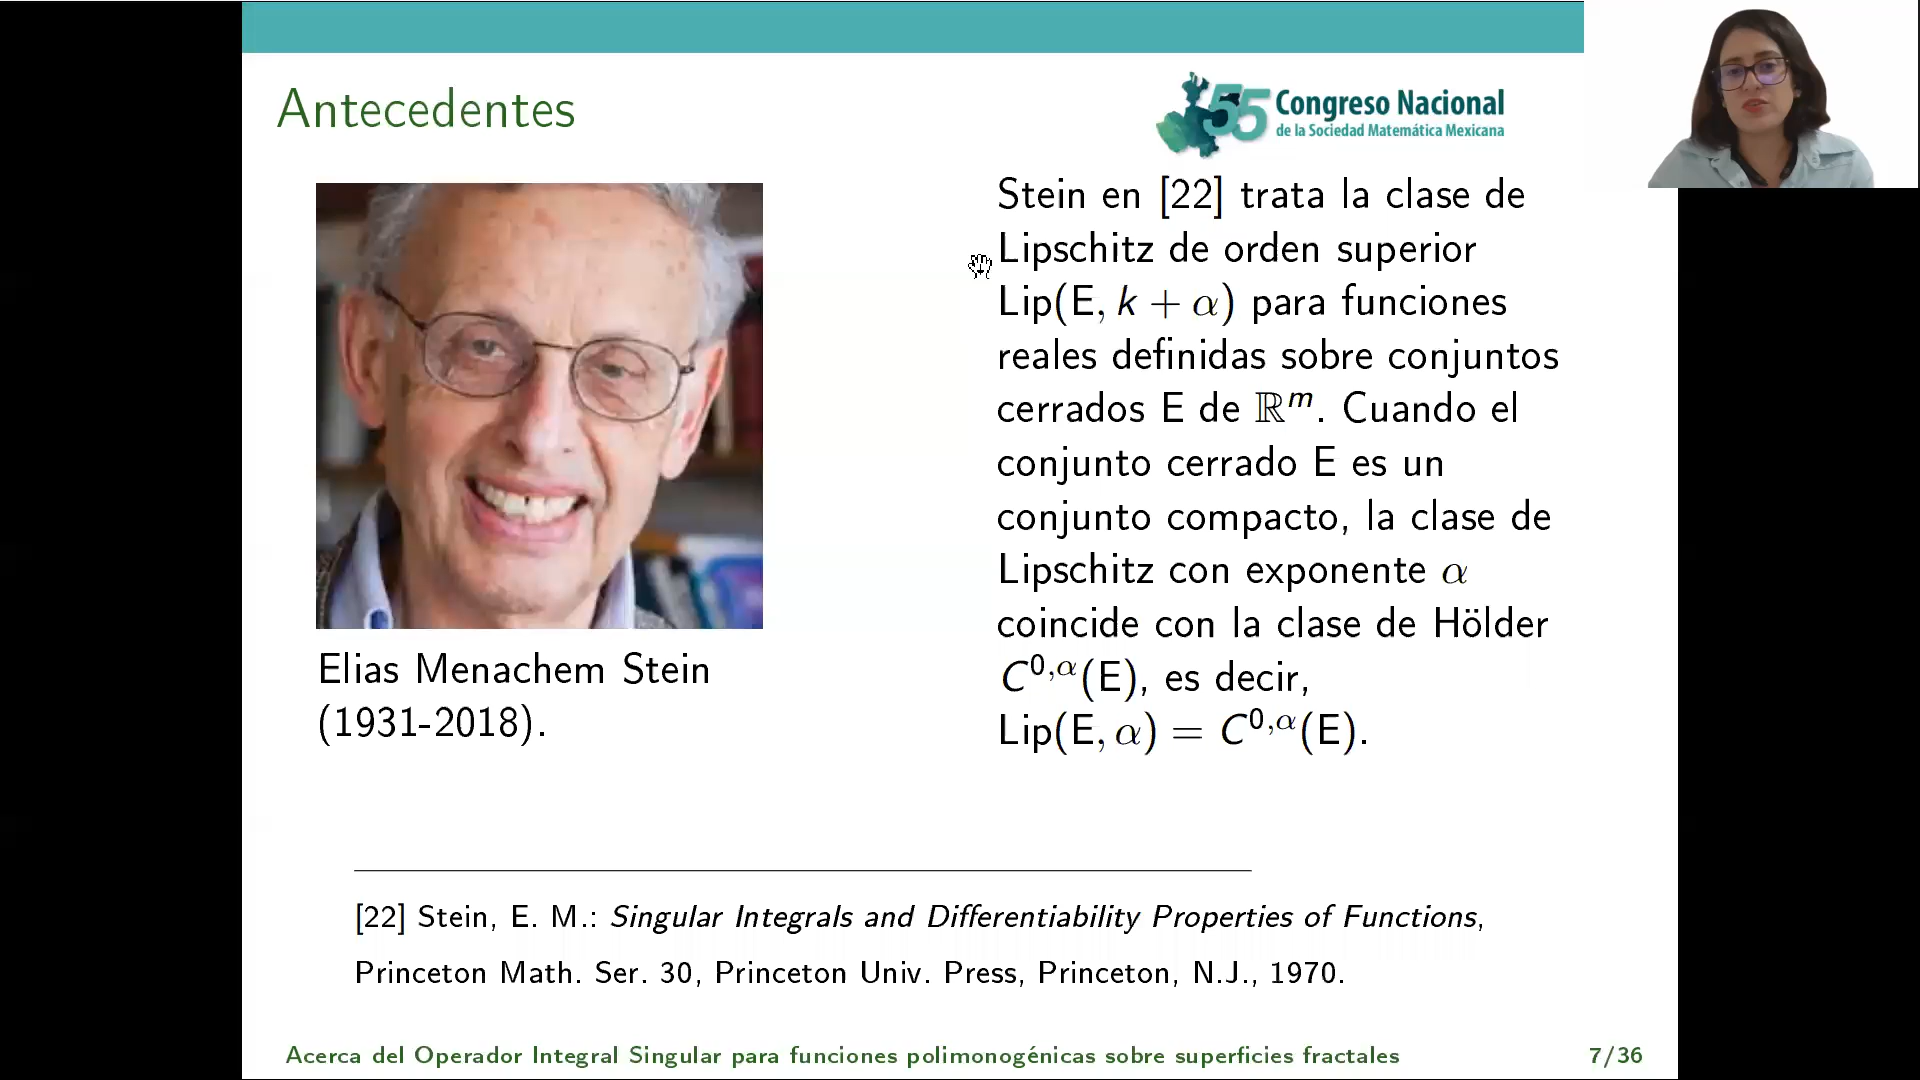 Antecedentes
55 Congreso Nacional
de la Sociedad Matemática Mexicana
Stein en [22] trata la clase de
Lipschitz de orden superior
Lip(E, k + α) para funciones
reales definidas sobre conjuntos
cerrados E de ℝᵐ. Cuando el
conjunto cerrado E es un
conjunto compacto, la clase de
Lipschitz con exponente α
coincide con la clase de Hölder
C⁰,ᵅ(E), es decir,
Lip(E, α) = C⁰,ᵅ(E).
Elias Menachem Stein
(1931-2018).
[22] Stein, E. M.: Singular Integrals and Differentiability Properties of Functions,
Princeton Math. Ser. 30, Princeton Univ. Press, Princeton, N.J., 1970.
Acerca del Operador Integral Singular para funciones polimonogénicas sobre superficies fractales 7/36